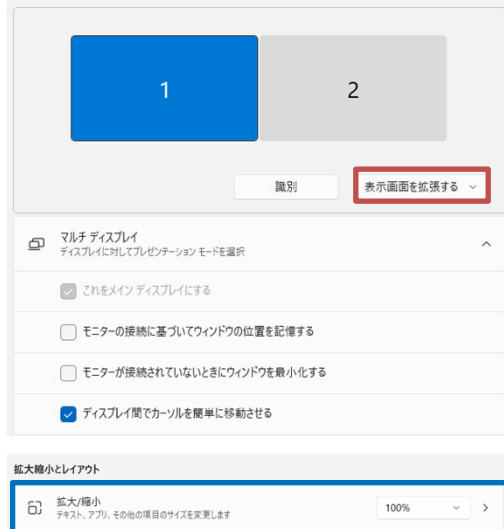 1
2
識別
表示画面を拡張する
マルチ ディスプレイ
ディスプレイに対してプレゼンテーション モードを選択
これをメイン ディスプレイにする
モニターの接続に基づいてウィンドウの位置を記憶する
モニターが接続されていないときにウィンドウを最小化する
ディスプレイ間でカーソルを簡単に移動させる
拡大縮小とレイアウト
拡大/縮小
テキスト、アプリ、その他の項目のサイズを変更します
100%